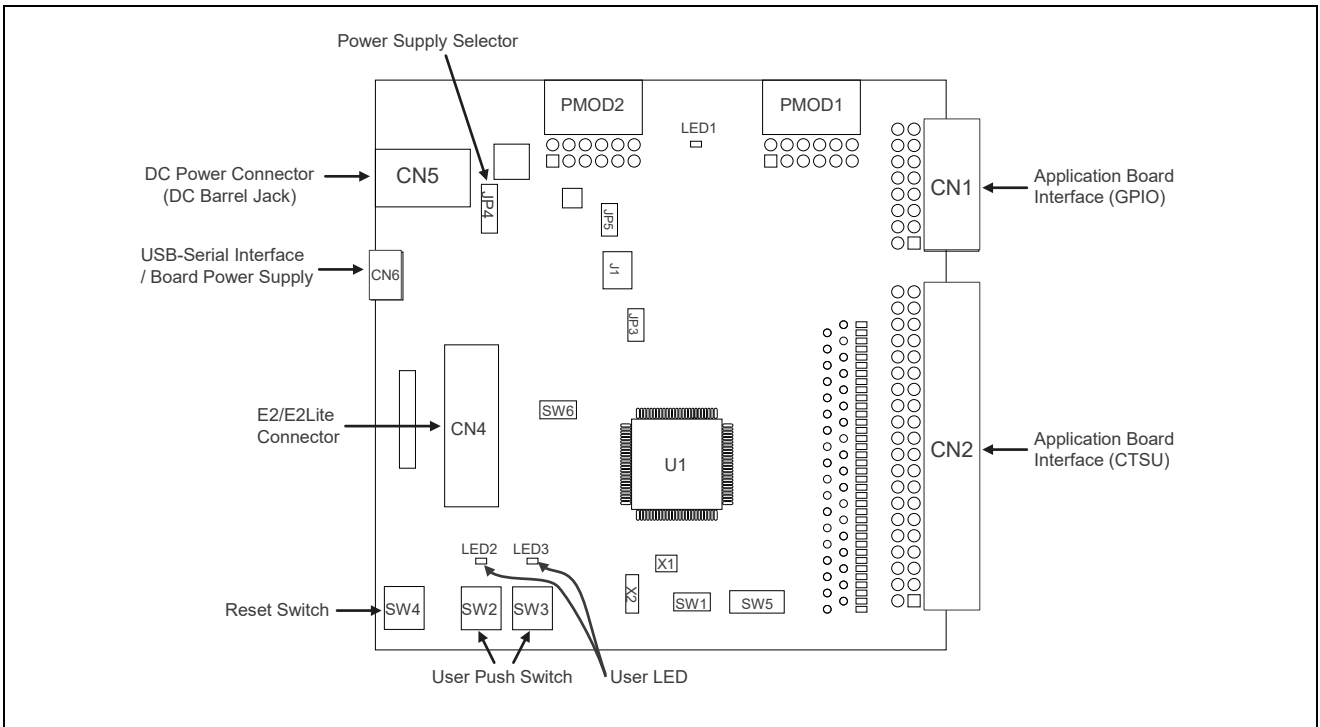 Power Supply Selector
PMOD2
PMOD1
LED1
DC Power Connector
(DC Barrel Jack)
CN5
JP4
JP5
CN1
Application Board
Interface (GPIO)
USB-Serial Interface
/ Board Power Supply
CN6
J1
JP3
E2/E2Lite
Connector
CN4
SW6
U1
CN2
Application Board
Interface (CTSU)
LED2
LED3
X1
X2
Reset Switch
SW4
SW2
SW3
SW1
SW5
User Push Switch
User LED